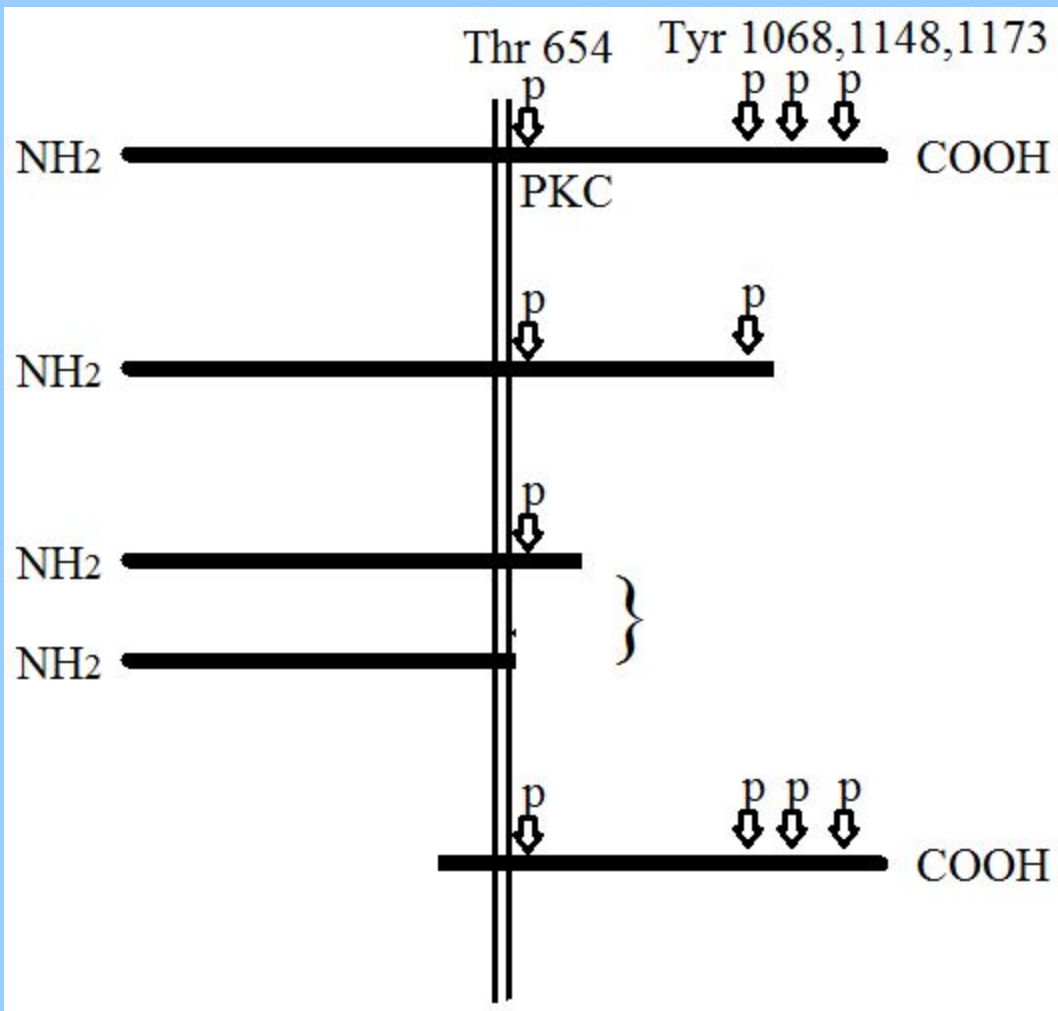 Thr 654 Tyr 1068,1148,1173
p p p p
NH2 COOH
PKC
p p
NH2
p
NH2
}
NH2
p p p p
COOH